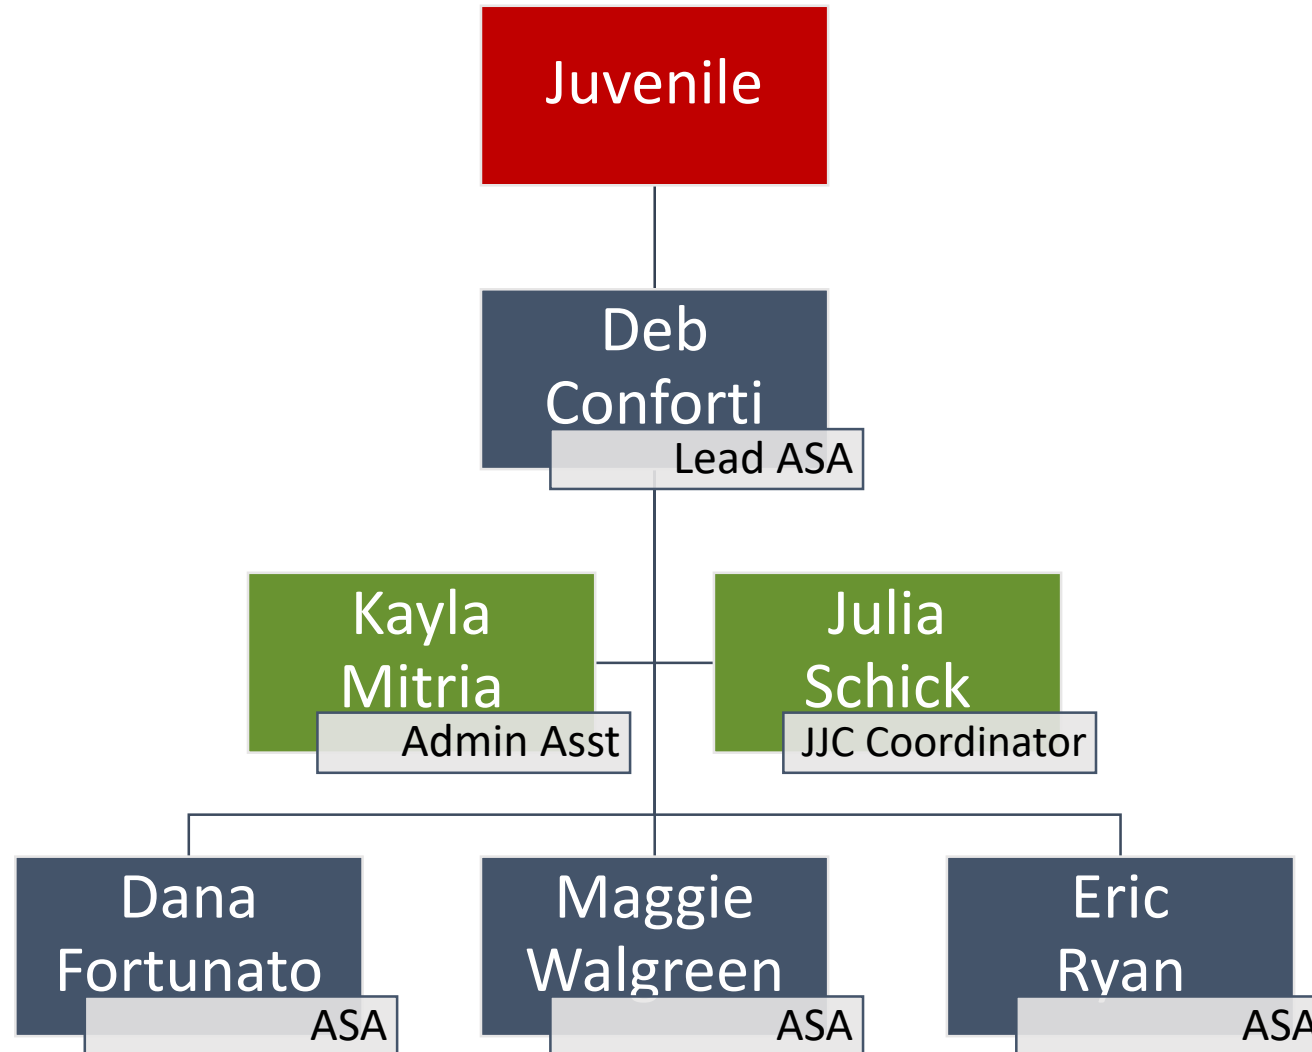 Juvenile
Deb
Conforti
Lead ASA
Kayla
Mitria
Admin Asst
Julia
Schick
JJC Coordinator
Dana
Fortunato
ASA
Maggie
Walgreen
ASA
Eric
Ryan
ASA